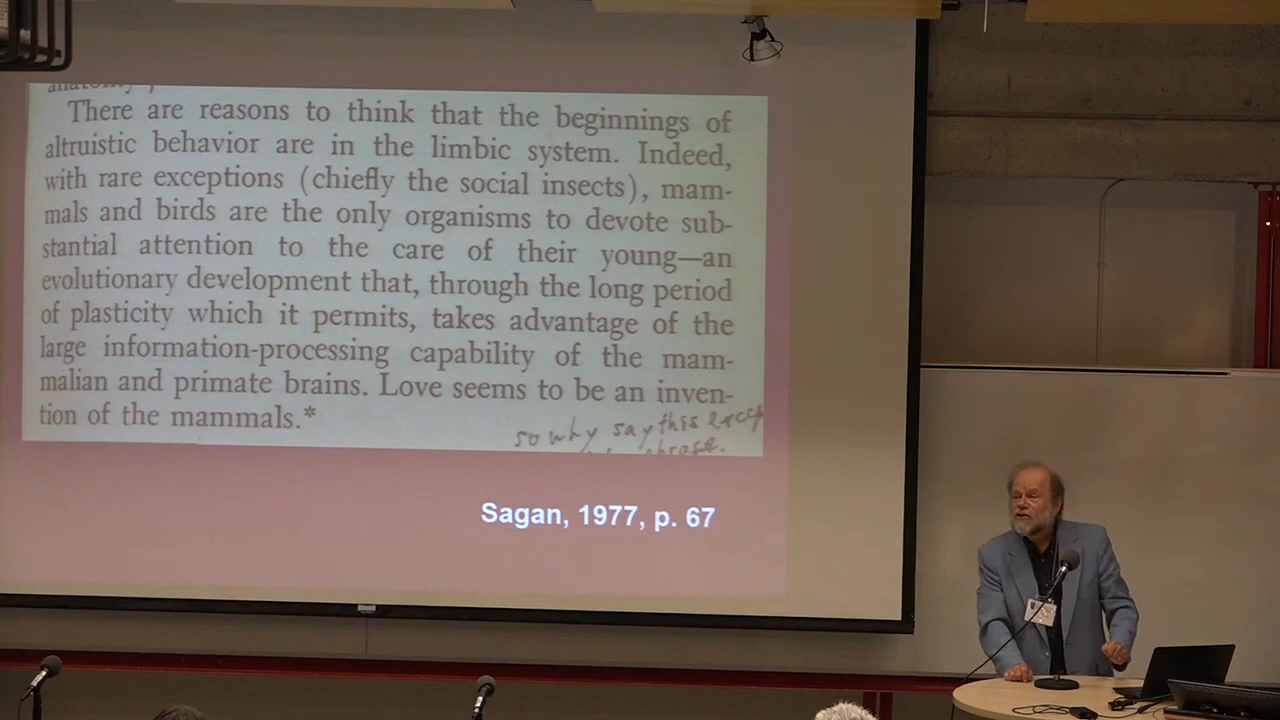 There are reasons to think that the beginnings of
altruistic behavior are in the limbic system. Indeed,
with rare exceptions (chiefly the social insects), mam-
mals and birds are the only organisms to devote sub-
stantial attention to the care of their young—an
evolutionary development that, through the long period
of plasticity which it permits, takes advantage of the
large information-processing capability of the mam-
malian and primate brains. Love seems to be an inven-
tion of the mammals.*
so why say this excep
phrase.
Sagan, 1977, p. 67